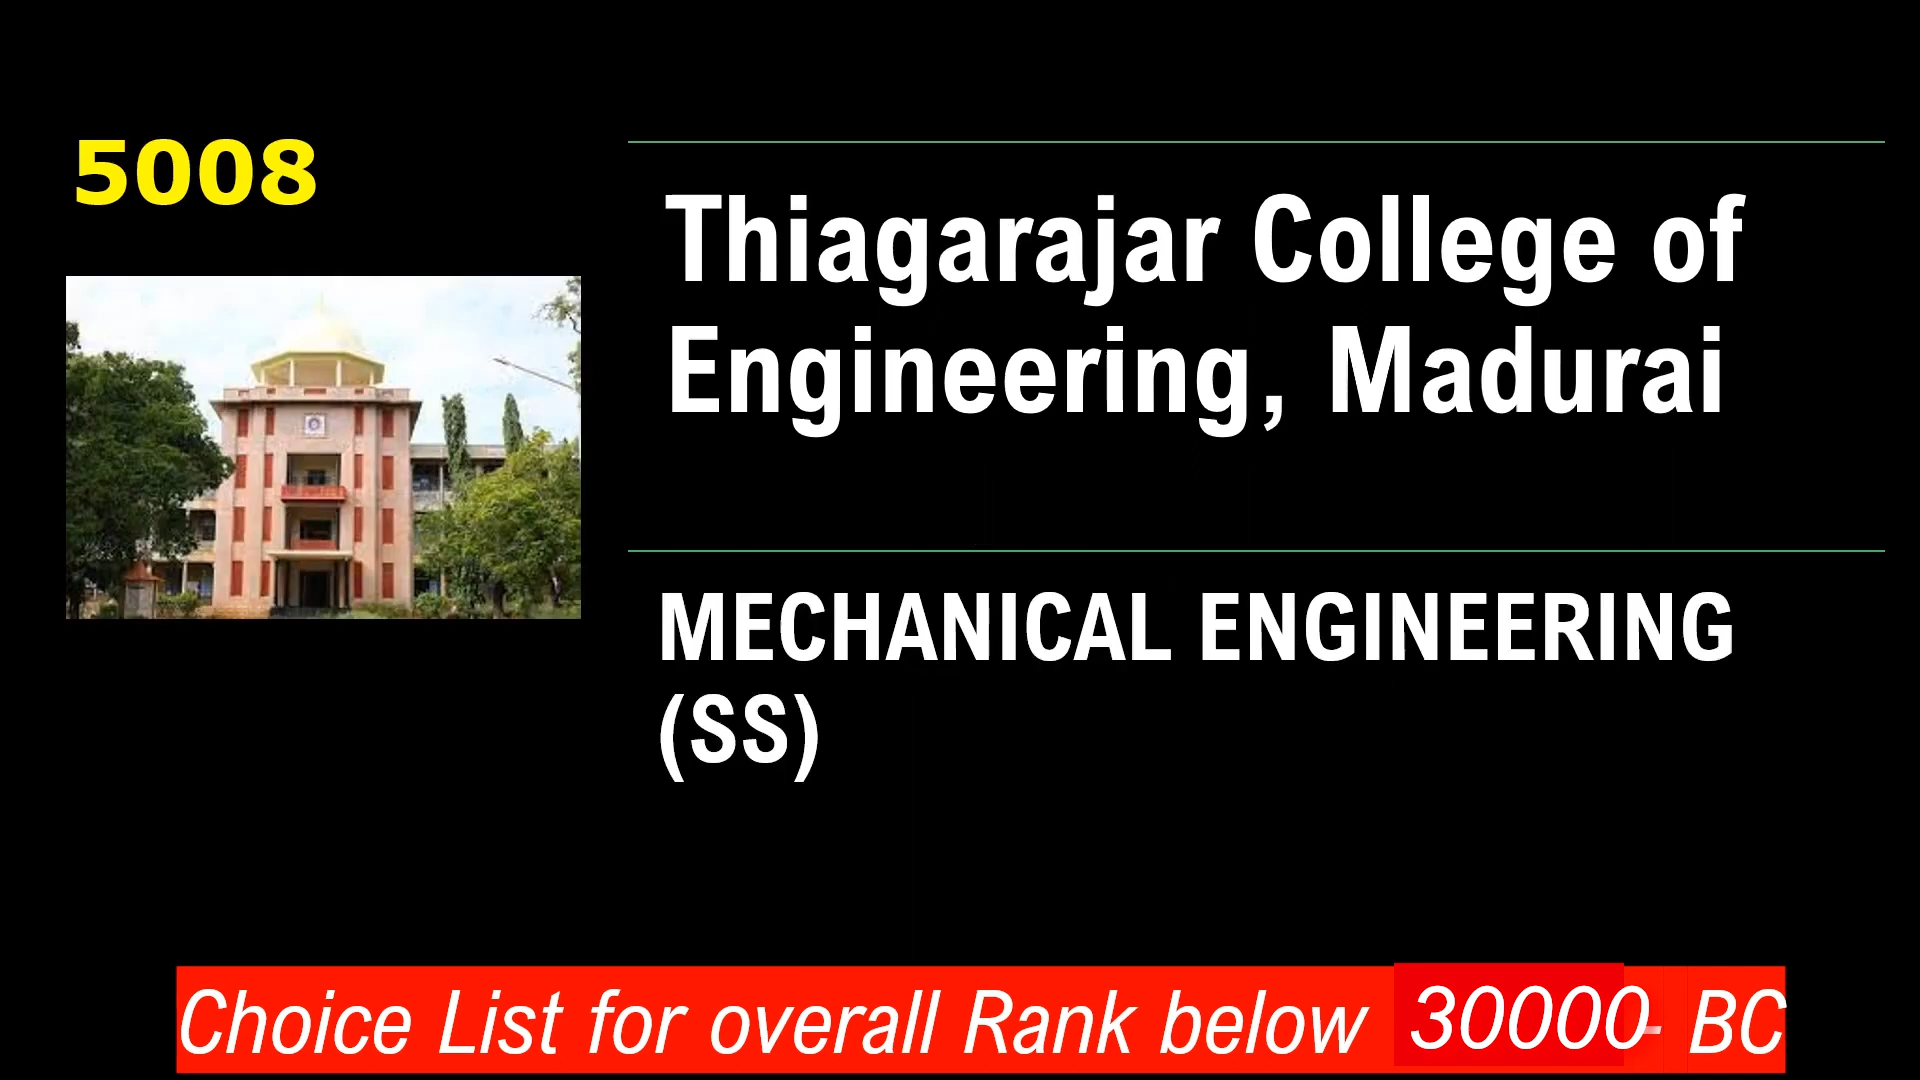 5008
Thiagarajar College of
Engineering, Madurai
MECHANICAL ENGINEERING
(SS)
Choice List for overall Rank below 30000- BC